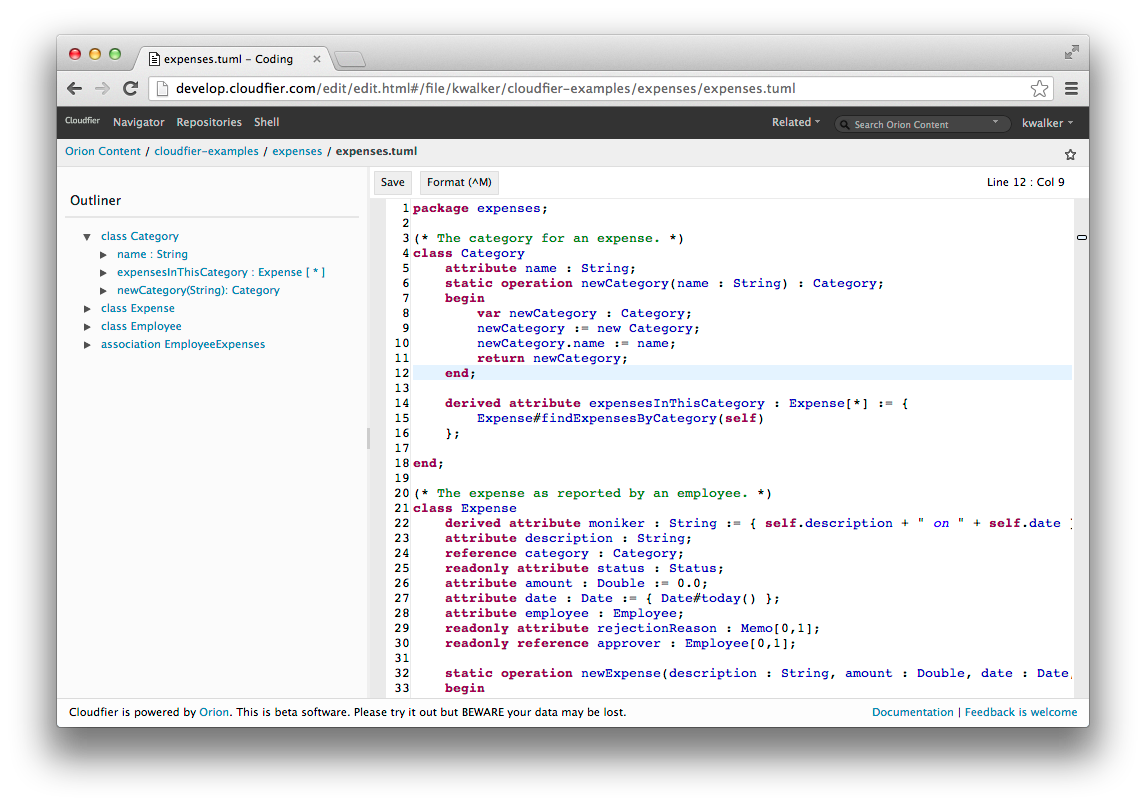 expenses.tuml – Coding
develop.cloudfier.com/edit/edit.html#/file/kwalker/cloudfier-examples/expenses/expenses.tuml
Cloudfier Navigator Repositories Shell Related Search Orion Content kwalker
Orion Content / cloudfier-examples / expenses / expenses.tuml
Outliner
class Category
name : String
expensesInThisCategory : Expense [ * ]
newCategory(String): Category
class Expense
class Employee
association EmployeeExpenses
Save Format (^M) Line 12 : Col 9
1 package expenses;
2
3 (* The category for an expense. *)
4 class Category
5     attribute name : String;
6     static operation newCategory(name : String) : Category;
7     begin
8         var newCategory : Category;
9         newCategory := new Category;
10         newCategory.name := name;
11         return newCategory;
12     end;
13
14     derived attribute expensesInThisCategory : Expense[*] := {
15         Expense#findExpensesByCategory(self)
16     };
17
18 end;
19
20 (* The expense as reported by an employee. *)
21 class Expense
22     derived attribute moniker : String := { self.description + " on " + self.date }
23     attribute description : String;
24     reference category : Category;
25     readonly attribute status : Status;
26     attribute amount : Double := 0.0;
27     attribute date : Date := { Date#today() };
28     attribute employee : Employee;
29     readonly attribute rejectionReason : Memo[0,1];
30     readonly reference approver : Employee[0,1];
31
32     static operation newExpense(description : String, amount : Double, date : Date,
33     begin
Cloudfier is powered by Orion. This is beta software. Please try it out but BEWARE your data may be lost. Documentation | Feedback is welcome